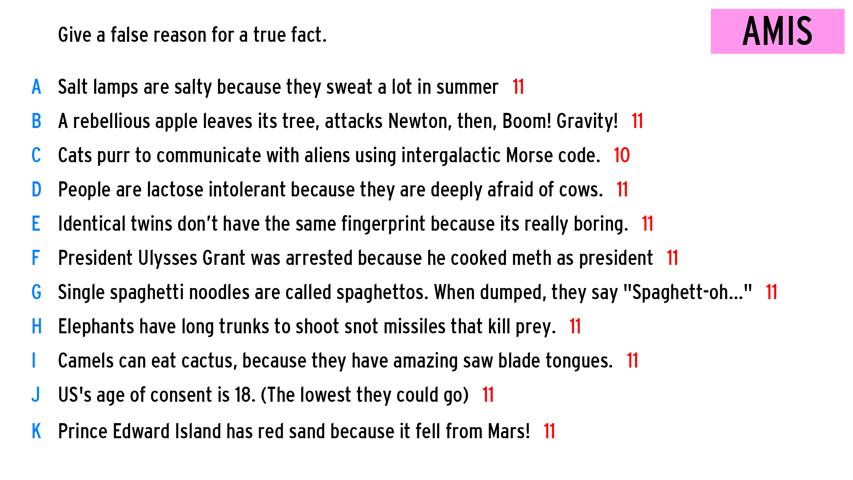 Give a false reason for a true fact.
AMIS
A Salt lamps are salty because they sweat a lot in summer 11
B A rebellious apple leaves its tree, attacks Newton, then, Boom! Gravity! 11
C Cats purr to communicate with aliens using intergalactic Morse code. 10
D People are lactose intolerant because they are deeply afraid of cows. 11
E Identical twins don't have the same fingerprint because its really boring. 11
F President Ulysses Grant was arrested because he cooked meth as president 11
G Single spaghetti noodles are called spaghettos. When dumped, they say "Spaghett-oh..." 11
H Elephants have long trunks to shoot snot missiles that kill prey. 11
I Camels can eat cactus, because they have amazing saw blade tongues. 11
J US's age of consent is 18. (The lowest they could go) 11
K Prince Edward Island has red sand because it fell from Mars! 11